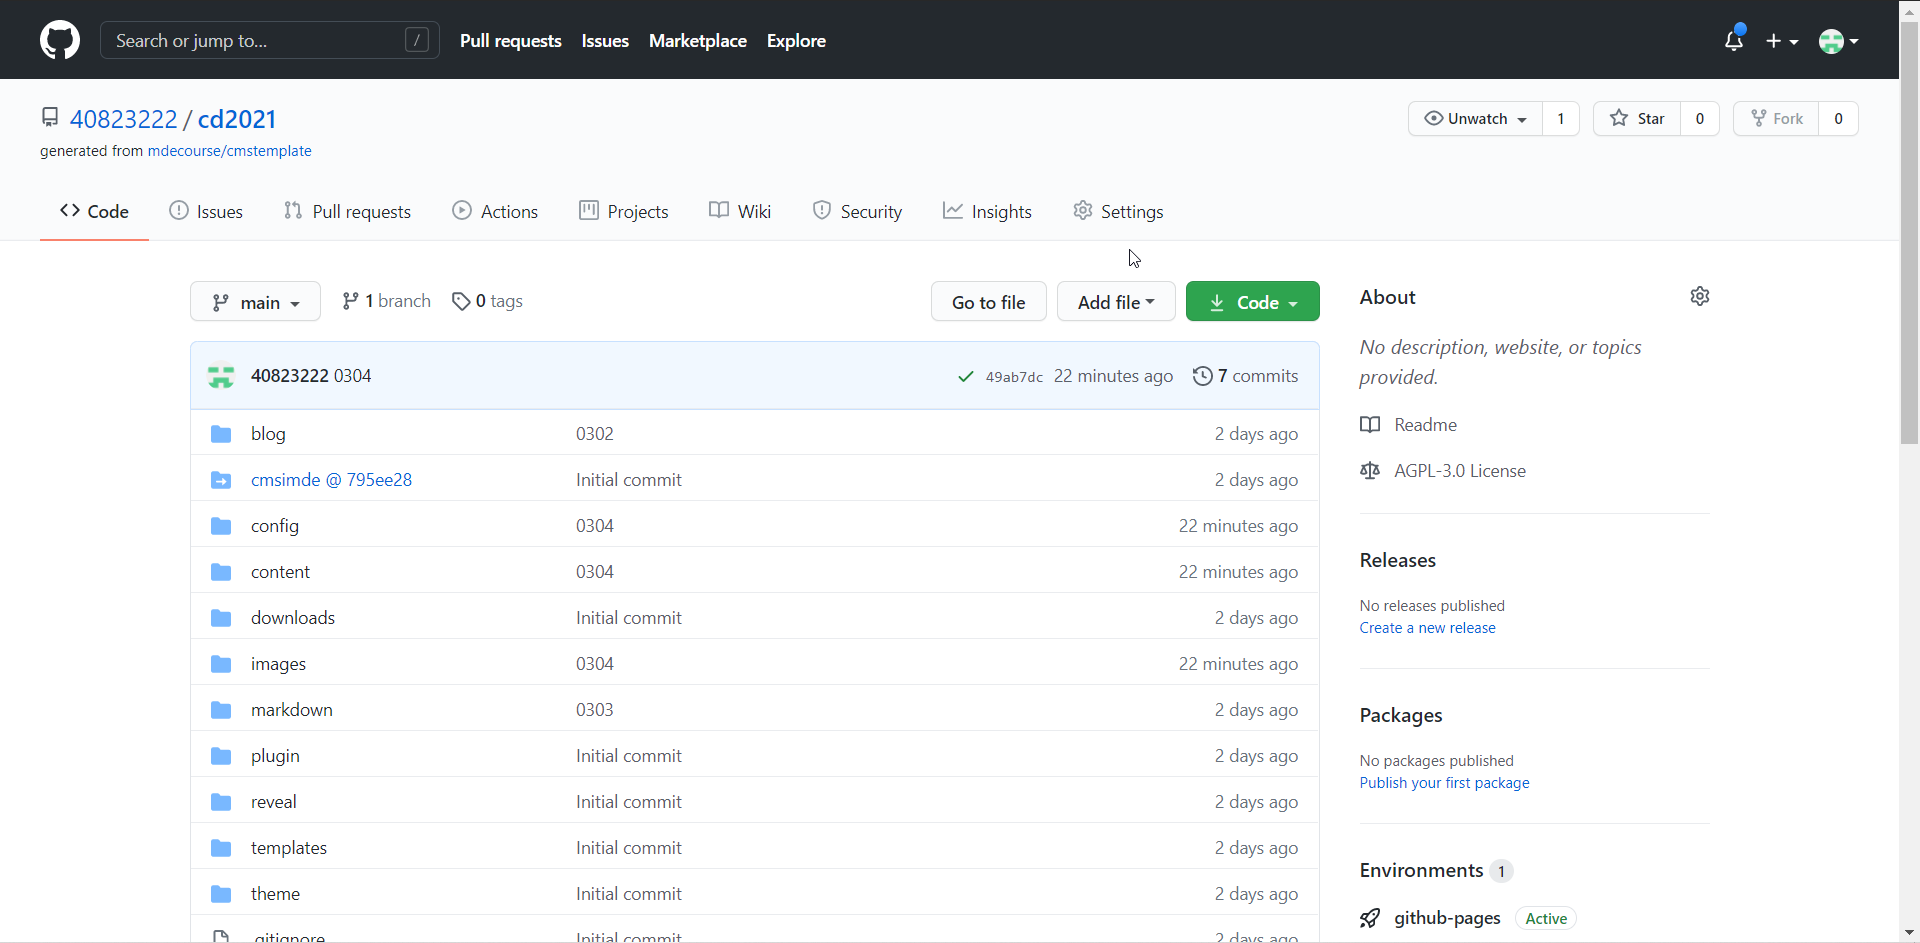 Search or jump to... /
Pull requests Issues Marketplace Explore
40823222 / cd2021
generated from mdecourse/cmstemplate
Unwatch 1 Star 0 Fork 0
Code Issues Pull requests Actions Projects Wiki Security Insights Settings
main 1 branch 0 tags Go to file Add file Code
40823222 0304 49ab7dc 22 minutes ago 7 commits
blog 0302 2 days ago
cmsimde @ 795ee28 Initial commit 2 days ago
config 0304 22 minutes ago
content 0304 22 minutes ago
downloads Initial commit 2 days ago
images 0304 22 minutes ago
markdown 0303 2 days ago
plugin Initial commit 2 days ago
reveal Initial commit 2 days ago
templates Initial commit 2 days ago
theme Initial commit 2 days ago
.gitignore Initial commit 2 days ago
About
No description, website, or topics
provided.
Readme
AGPL-3.0 License
Releases
No releases published
Create a new release
Packages
No packages published
Publish your first package
Environments 1
github-pages Active